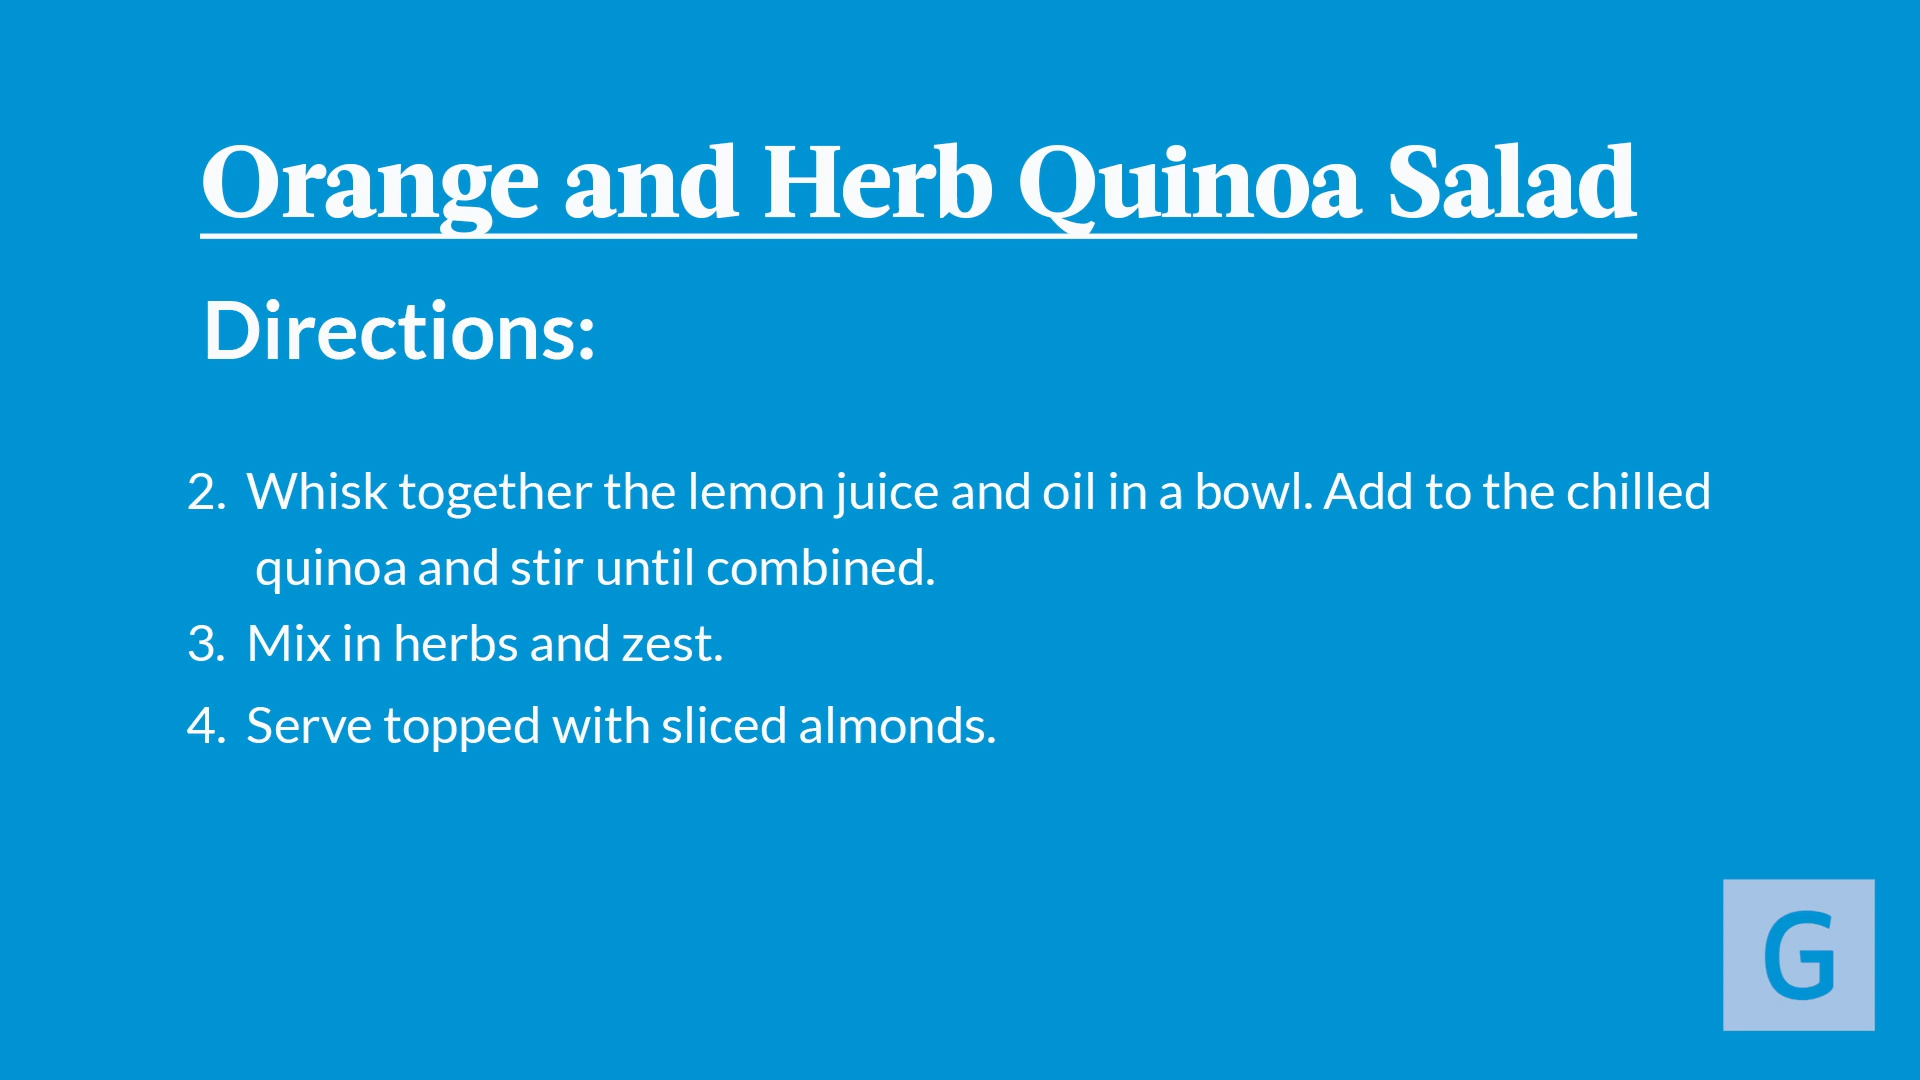 Orange and Herb Quinoa Salad
Directions:
2. Whisk together the lemon juice and oil in a bowl. Add to the chilled
quinoa and stir until combined.
3. Mix in herbs and zest.
4. Serve topped with sliced almonds.
G